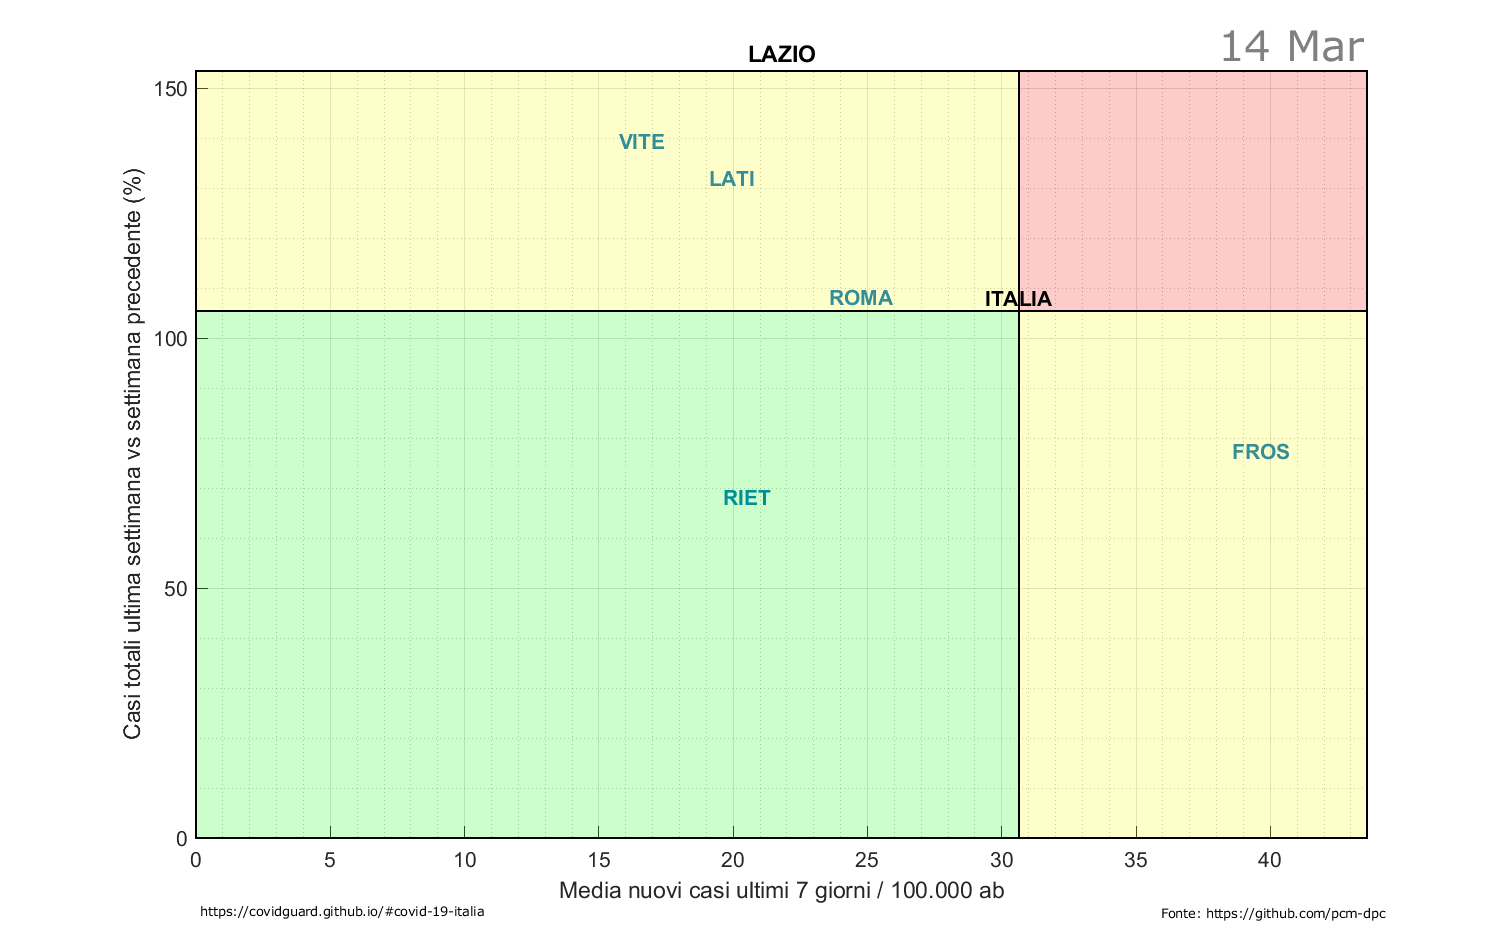 14 Mar
LAZIO
Casi totali ultima settimana vs settimana precedente (%)
150
100
50
0
VITE
LATI
ROMA
ITALIA
FROS
RIET
0 5 10 15 20 25 30 35 40
Media nuovi casi ultimi 7 giorni / 100.000 ab
https://covidguard.github.io/#covid-19-italia
Fonte: https://github.com/pcm-dpc